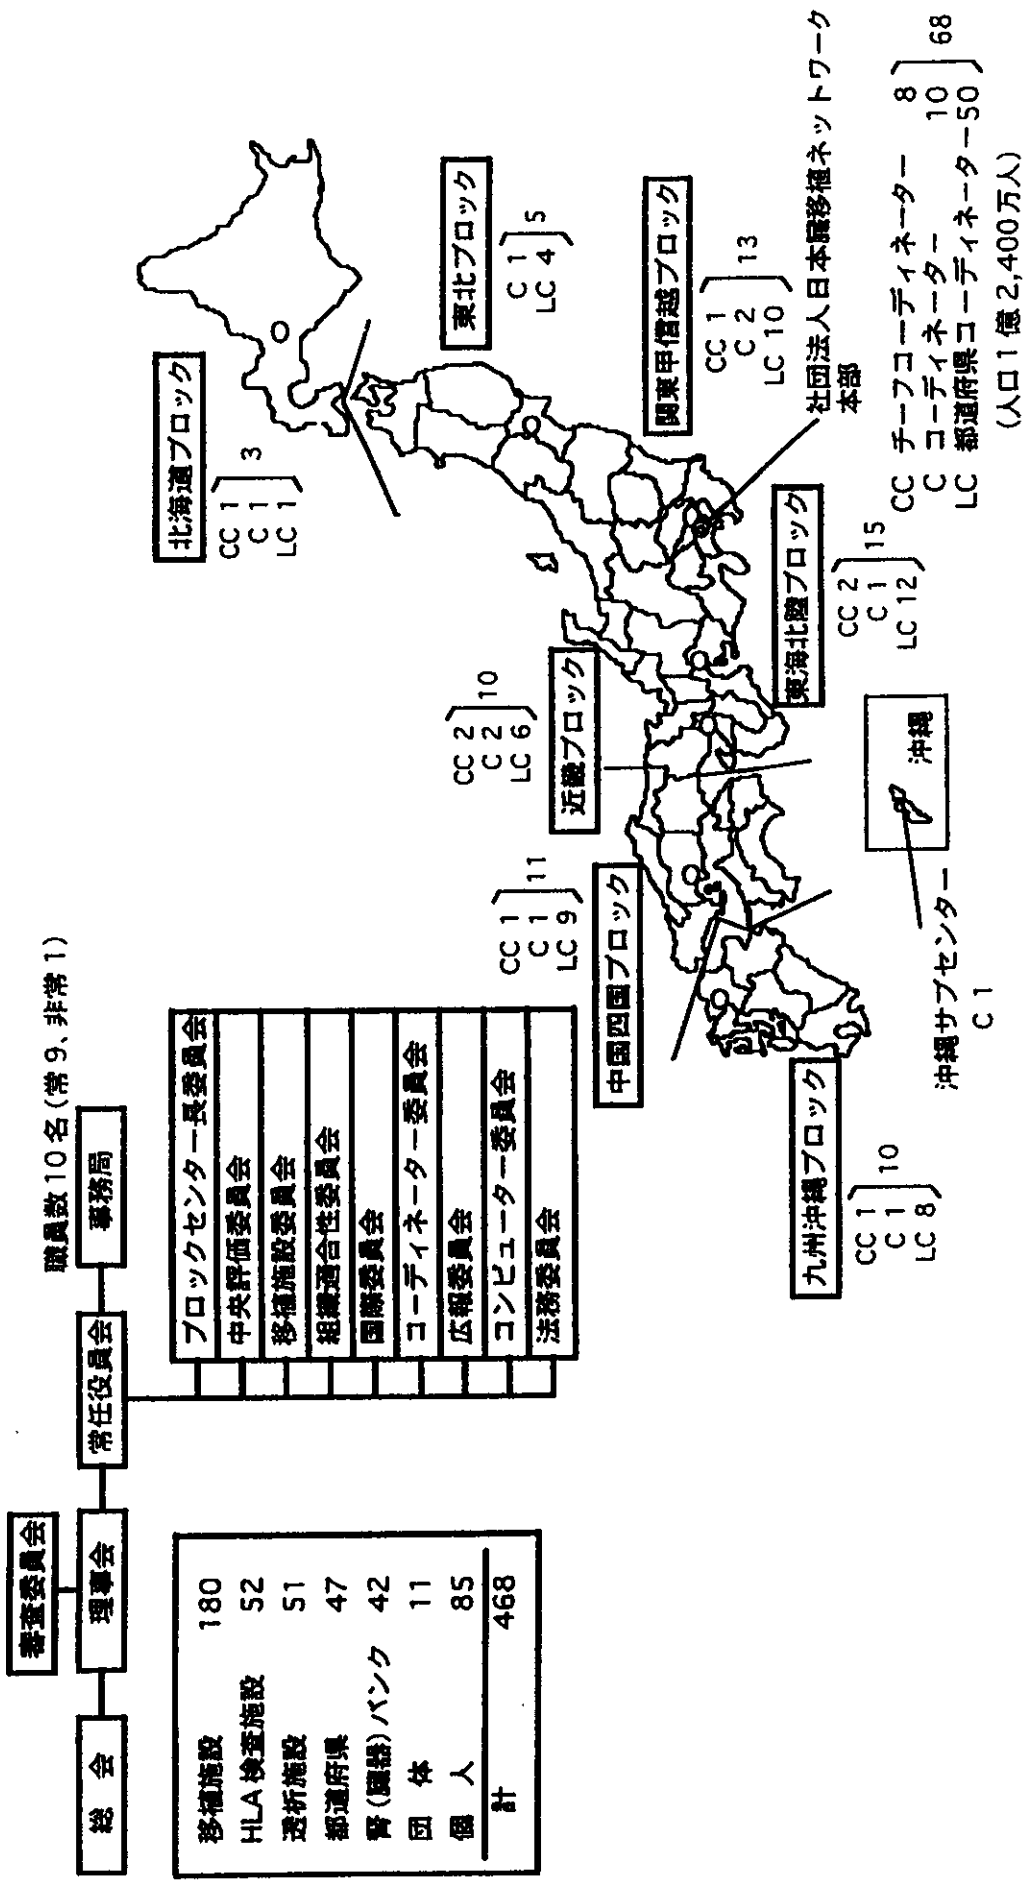 審査委員会
総 会
理事会
常任役員会
職員数10名(常9、非常1)
事務局
ブロックセンター長委員会
中央評価委員会
移植施設委員会
組織適合性委員会
国際委員会
コーディネーター委員会
広報委員会
コンピューター委員会
法務委員会
移植施設 180
HLA検査施設 52
透析施設 51
都道府県 47
腎(臓器)バンク 42
団 体 11
個 人 85
計 468
北海道ブロック
CC 1
C 1
LC 1
3
東北ブロック
C 1
LC 4
5
関東甲信越ブロック
CC 1
C 2
LC 10
13
社団法人日本臓移植ネットワーク
本部
東海北陸ブロック
CC 2
C 1
LC 12
15
近畿ブロック
CC 2
C 2
LC 6
10
中国四国ブロック
CC 1
C 1
LC 9
11
九州沖縄ブロック
CC 1
C 1
LC 8
10
沖縄
沖縄サブセンター
C 1
CC チーフコーディネーター 8
C コーディネーター 10
LC 都道府県コーディネーター50
68
(人口1億2,400万人)